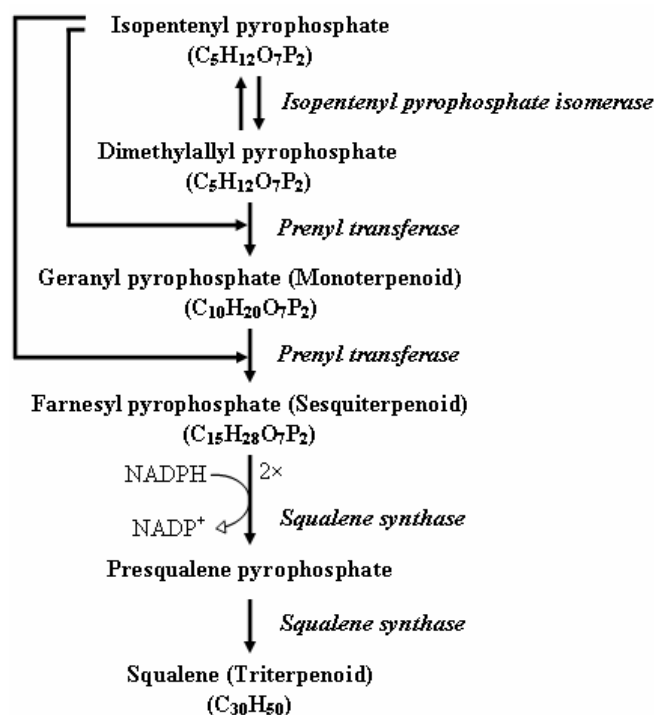 Isopentenyl pyrophosphate
(C₅H₁₂O₇P₂)
Isopentenyl pyrophosphate isomerase
Dimethylallyl pyrophosphate
(C₅H₁₂O₇P₂)
Prenyl transferase
Geranyl pyrophosphate (Monoterpenoid)
(C₁₀H₂₀O₇P₂)
Prenyl transferase
Farnesyl pyrophosphate (Sesquiterpenoid)
(C₁₅H₂₈O₇P₂)
NADPH 2×
NADP⁺
Squalene synthase
Presqualene pyrophosphate
Squalene synthase
Squalene (Triterpenoid)
(C₃₀H₅₀)